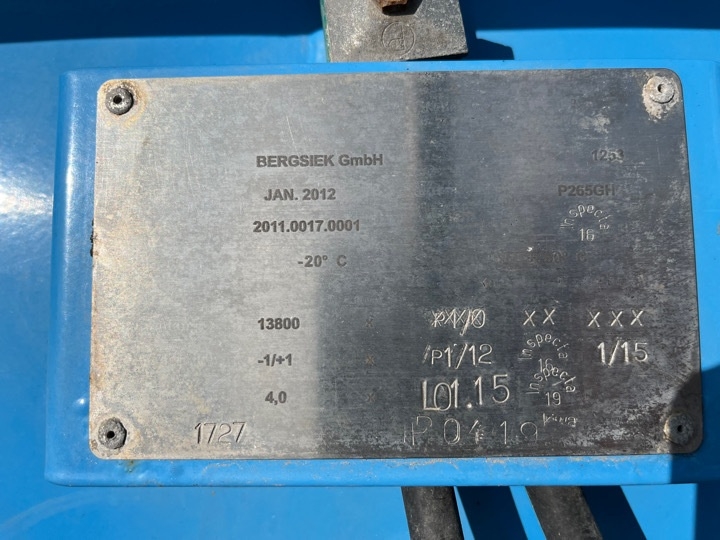 BERGSIEK GmbH
JAN. 2012
P265GH
2011.0017.0001
Inspecta
16
-20° C
13800
XX
XXX
-1/+1
P1/12
Inspecta
16
1/15
4,0
L01.15
Inspecta
19
1727
P0419